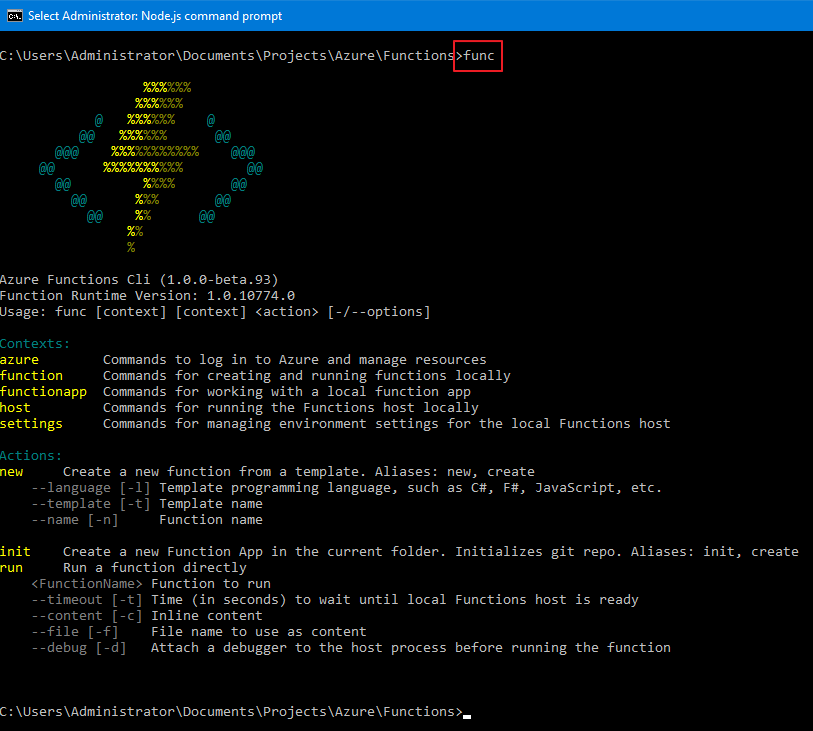 Select Administrator: Node.js command prompt
C:\Users\Administrator\Documents\Projects\Azure\Functions>func
%%%%%%
%%%%%%
@ %%%%%% @
@@ %%%%%% @@
@@@ %%%%%%%%%%% @@@
@@ %%%%%%%%%% @@
@@ %%%% @@
@@ %%% @@
@@ %% @@
%%
%
Azure Functions Cli (1.0.0-beta.93)
Function Runtime Version: 1.0.10774.0
Usage: func [context] [context] <action> [-/--options]
Contexts:
azure Commands to log in to Azure and manage resources
function Commands for creating and running functions locally
functionapp Commands for working with a local function app
host Commands for running the Functions host locally
settings Commands for managing environment settings for the local Functions host
Actions:
new Create a new function from a template. Aliases: new, create
--language [-l] Template programming language, such as C#, F#, JavaScript, etc.
--template [-t] Template name
--name [-n] Function name
init Create a new Function App in the current folder. Initializes git repo. Aliases: init, create
run Run a function directly
<FunctionName> Function to run
--timeout [-t] Time (in seconds) to wait until local Functions host is ready
--content [-c] Inline content
--file [-f] File name to use as content
--debug [-d] Attach a debugger to the host process before running the function
C:\Users\Administrator\Documents\Projects\Azure\Functions>